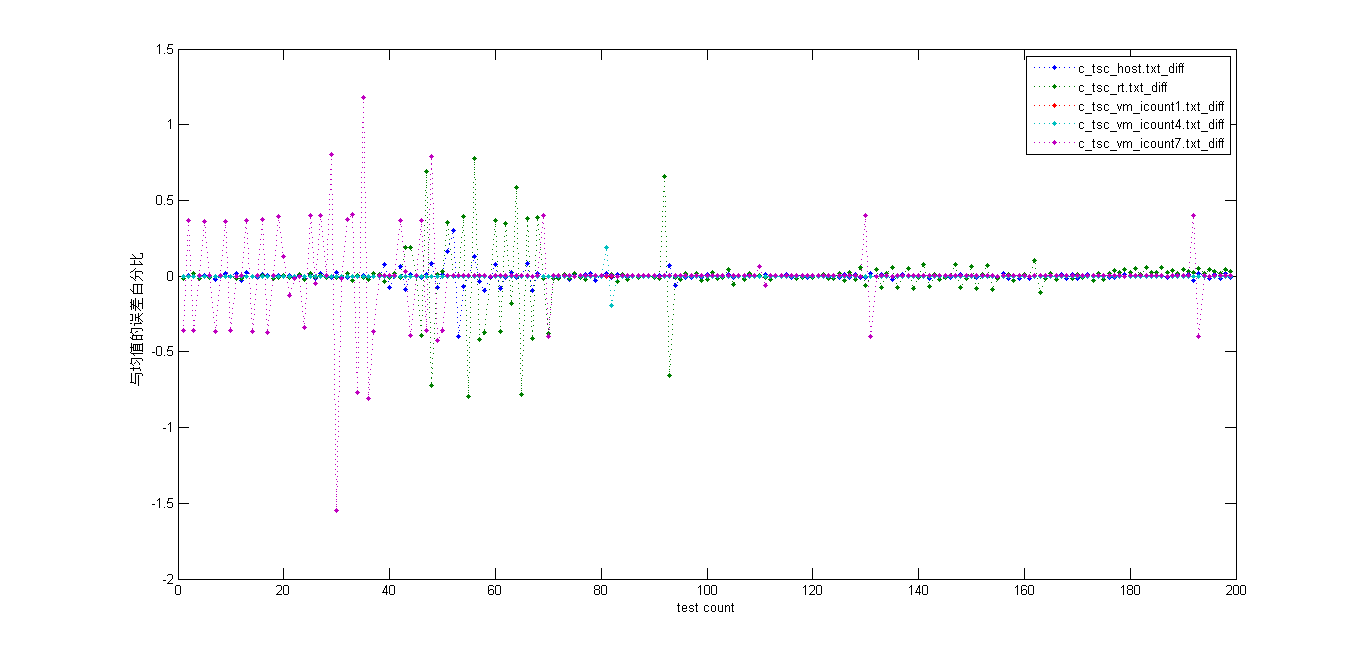 1.5
1
0.5
0
-0.5
-1
-1.5
-2
与均值的误差百分比
c_tsc_host.txt_diff
c_tsc_rt.txt_diff
c_tsc_vm_icount1.txt_diff
c_tsc_vm_icount4.txt_diff
c_tsc_vm_icount7.txt_diff
0 20 40 60 80 100 120 140 160 180 200
test count